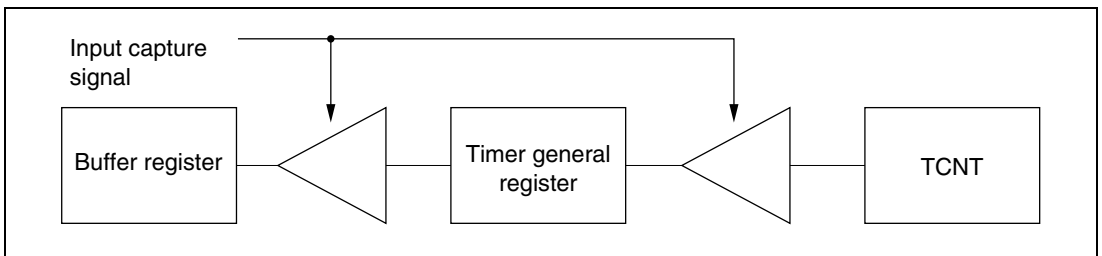 Input capture
signal
Buffer register
Timer general
register
TCNT